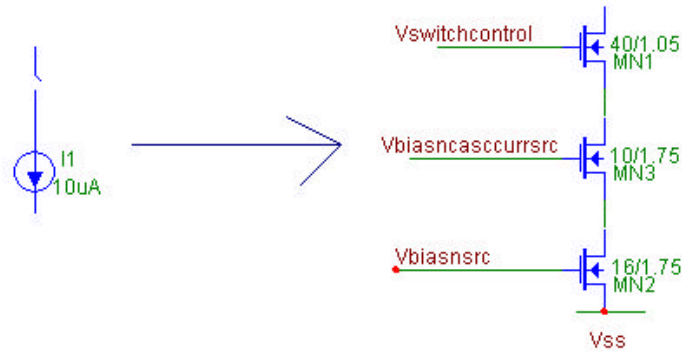 Vswitchcontrol
40/1.05
MN1
I1
10uA
Vbiasncasccurrsrc
10/1.75
MN3
Vbiasnsrc
16/1.75
MN2
Vss